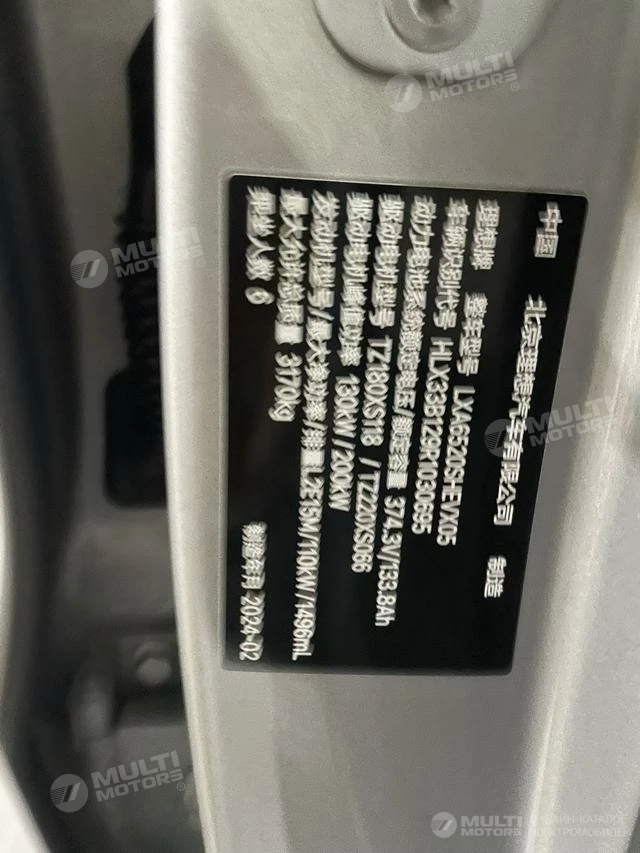 中国 北京理想汽车有限公司 制造
理想牌 整车型号 LXA6520SHEVX05
车辆识别代号 HLX33B129R1030695
动力电池系统额定电压/额定容量 374.3V/133.8Ah
驱动电机型号 TZ180XS118 /TZ220XS066
驱动电机峰值功率 130kW/200kW
发动机型号/最大净功率/排量 L2E15M/110KW/1496mL
最大允许总质量 3170kg
乘坐人数 6 制造年月 2024-02
MULTI MOTORS®
MULTI MOTORS
MULTI MOTORS
MULTI MOTORS
MULTI MOTORS ОНЛАЙН-КАТАЛОГ ЭЛЕКТРОМОБИЛЕЙ